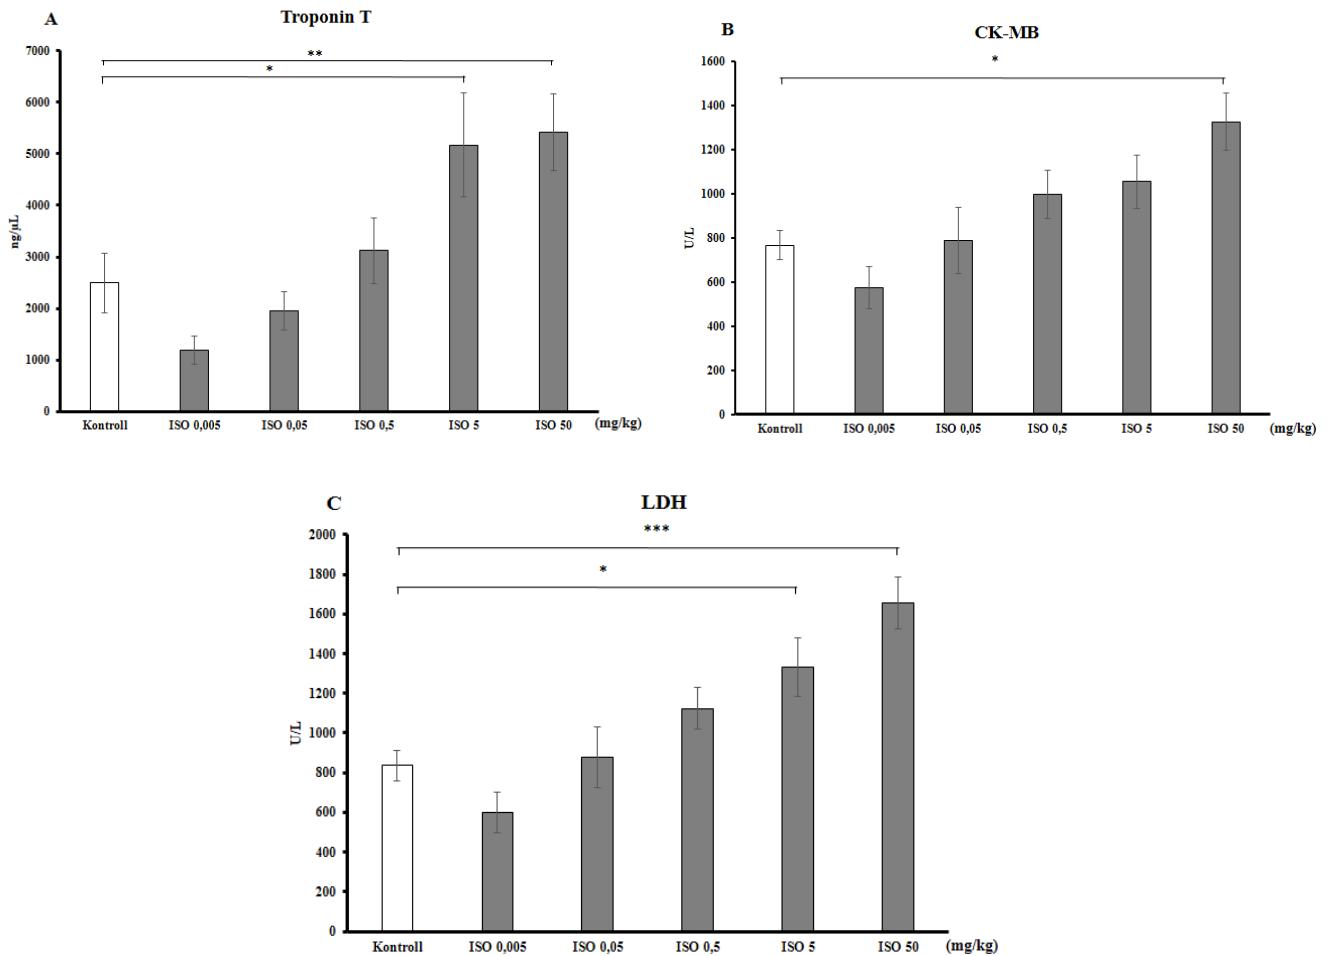 A
Troponin T
7000
6000
5000
4000
3000
2000
1000
0
ng/µL
**
*
Kontroll ISO 0,005 ISO 0,05 ISO 0,5 ISO 5 ISO 50 (mg/kg)
B
CK-MB
1600
1400
1200
1000
800
600
400
200
0
U/L
*
Kontroll ISO 0,005 ISO 0,05 ISO 0,5 ISO 5 ISO 50 (mg/kg)
C
LDH
2000
1800
1600
1400
1200
1000
800
600
400
200
0
U/L
***
*
Kontroll ISO 0,005 ISO 0,05 ISO 0,5 ISO 5 ISO 50 (mg/kg)